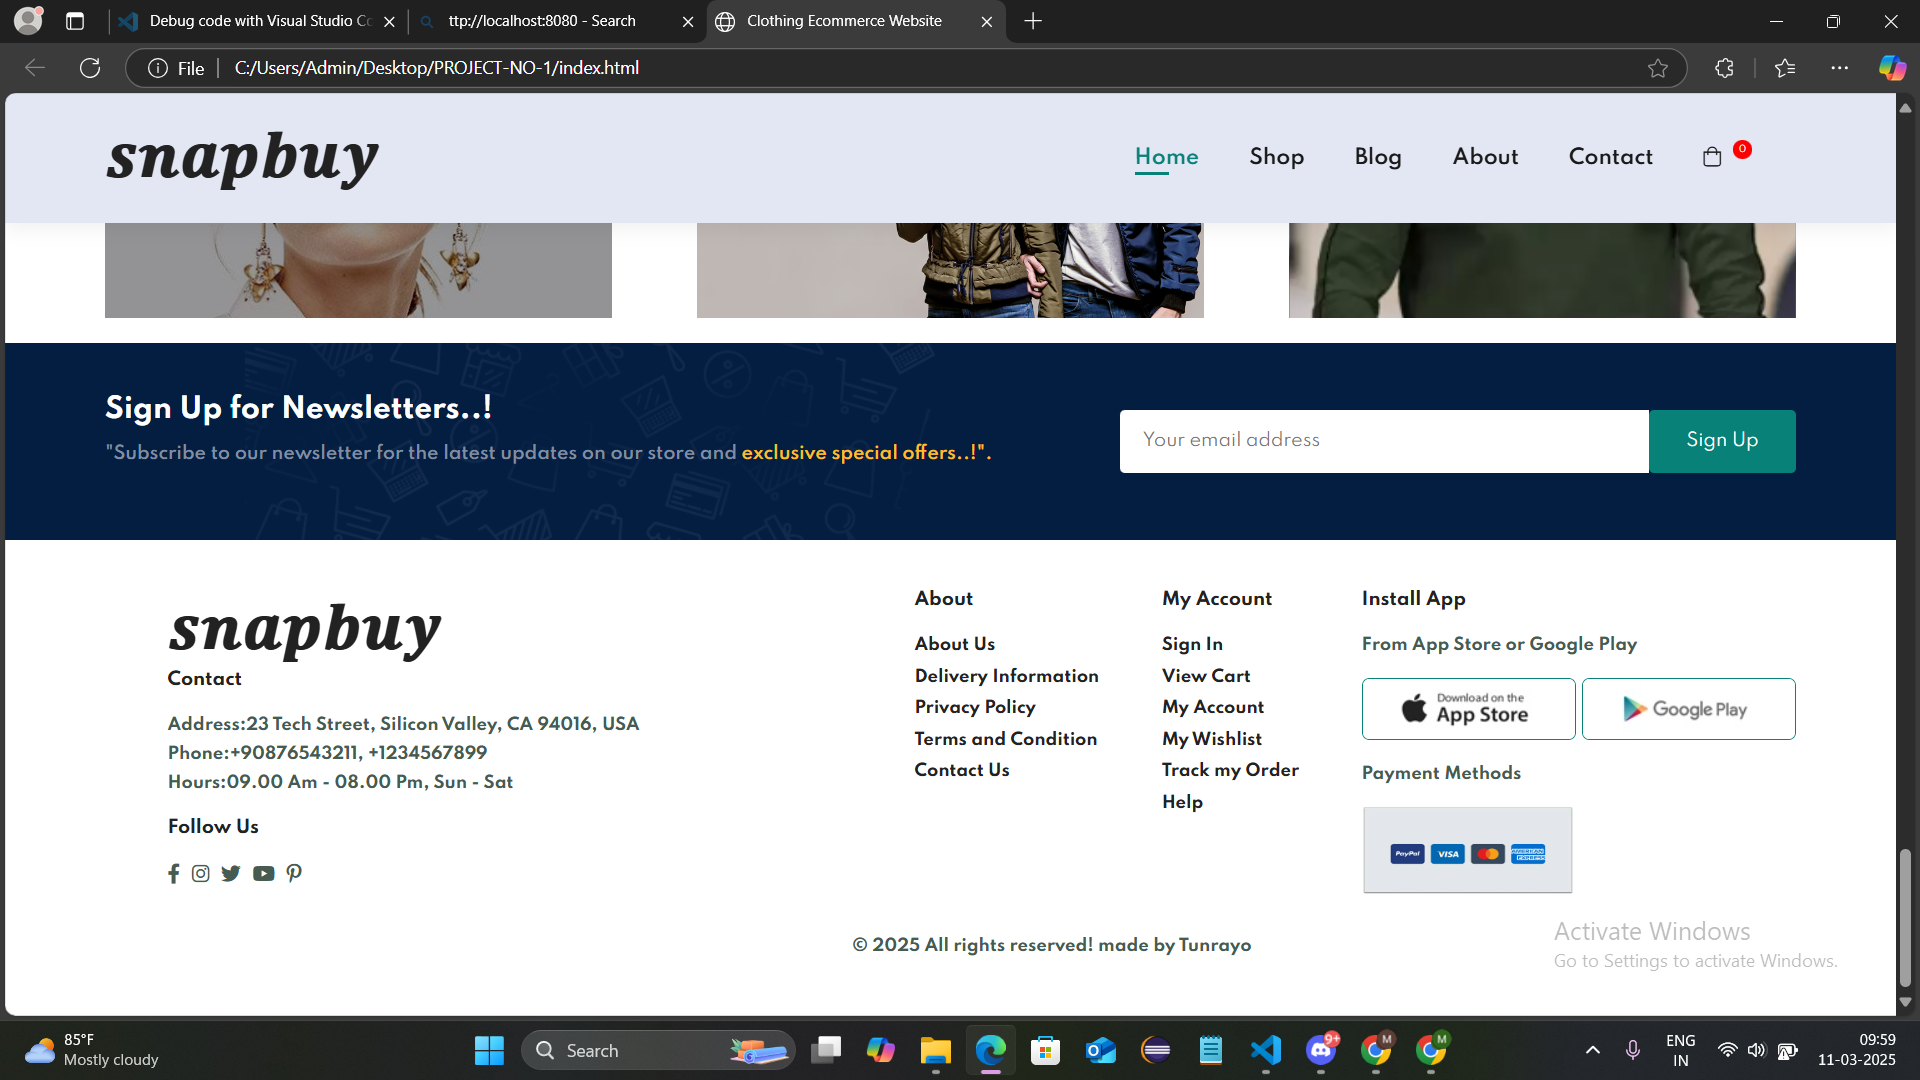 Debug code with Visual Studio Co
ttp://localhost:8080 - Search
Clothing Ecommerce Website
File
C:/Users/Admin/Desktop/PROJECT-NO-1/index.html
snapbuy
Home
Shop
Blog
About
Contact
0
Sign Up for Newsletters..!
"Subscribe to our newsletter for the latest updates on our store and exclusive special offers..!".
Your email address
Sign Up
snapbuy
Contact
Address:23 Tech Street, Silicon Valley, CA 94016, USA
Phone:+90876543211, +1234567899
Hours:09.00 Am - 08.00 Pm, Sun - Sat
Follow Us
About
About Us
Delivery Information
Privacy Policy
Terms and Condition
Contact Us
My Account
Sign In
View Cart
My Account
My Wishlist
Track my Order
Help
Install App
From App Store or Google Play
Download on the
App Store
Google Play
Payment Methods
PayPal
VISA
AMERICAN
EXPRESS
© 2025 All rights reserved! made by Tunrayo
Activate Windows
Go to Settings to activate Windows.
85°F
Mostly cloudy
Search
9+
M
M
ENG
IN
09:59
11-03-2025